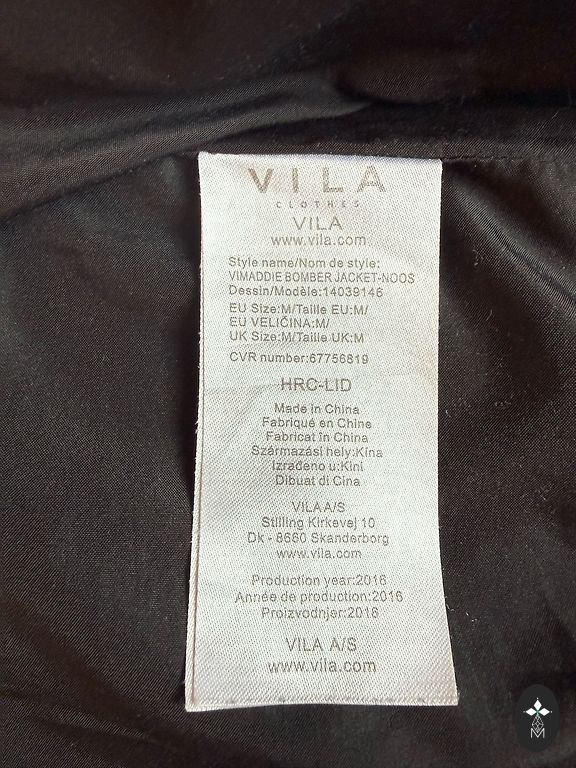 VILA
CLOTHES
VILA
www.vila.com
Style name/Nom de style:
VIMADDIE BOMBER JACKET-NOOS
Dessin/Modèle:14039146
EU Size:M/Taille EU:M/
EU VELIČINA:M/
UK Size:M/Taille UK:M
CVR number:67756819
HRC-LID
Made in China
Fabriqué en Chine
Fabricat în China
Származási hely:Kína
Izrađeno u:Kini
Dibuat di Cina
VILA A/S
Stilling Kirkevej 10
Dk - 8660 Skanderborg
www.vila.com
Production year:2016
Année de production:2016
Proizvodnjer:2016
VILA A/S
www.vila.com
M